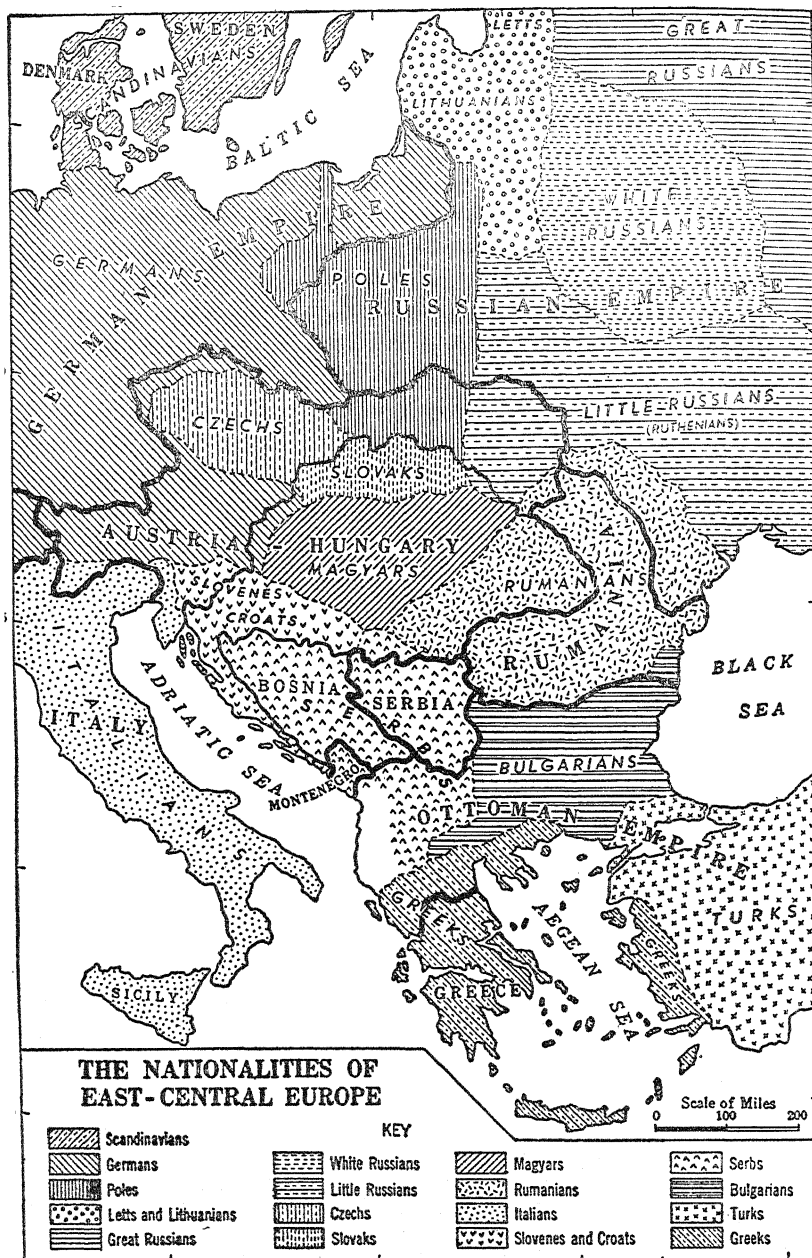 SWEDEN
DENMARK
SCANDINAVIANS
BALTIC SEA
LETTS
LITHUANIANS
GREAT
RUSSIANS
WHITE
RUSSIANS
GERMANS
GERMAN EMPIRE
POLES
RUSSIAN EMPIRE
LITTLE-RUSSIANS
(RUTHENIANS)
CZECHS
SLOVAKS
AUSTRIA-HUNGARY
MAGYARS
RUMANIANS
RUMANIA
SLOVENES
CROATS
ITALY
ITALIANS
ADRIATIC SEA
BOSNIA
SERBIA
SERBS
MONTENEGRO
BLACK
SEA
BULGARIANS
OTTOMAN EMPIRE
TURKS
GREEKS
GREEKS
GREECE
AEGEAN SEA
SICILY
THE NATIONALITIES OF
EAST-CENTRAL EUROPE
Scale of Miles
0 100 200
KEY
Scandinavians
Germans
Poles
Letts and Lithuanians
Great Russians
White Russians
Little Russians
Czechs
Slovaks
Magyars
Rumanians
Italians
Slovenes and Croats
Serbs
Bulgarians
Turks
Greeks